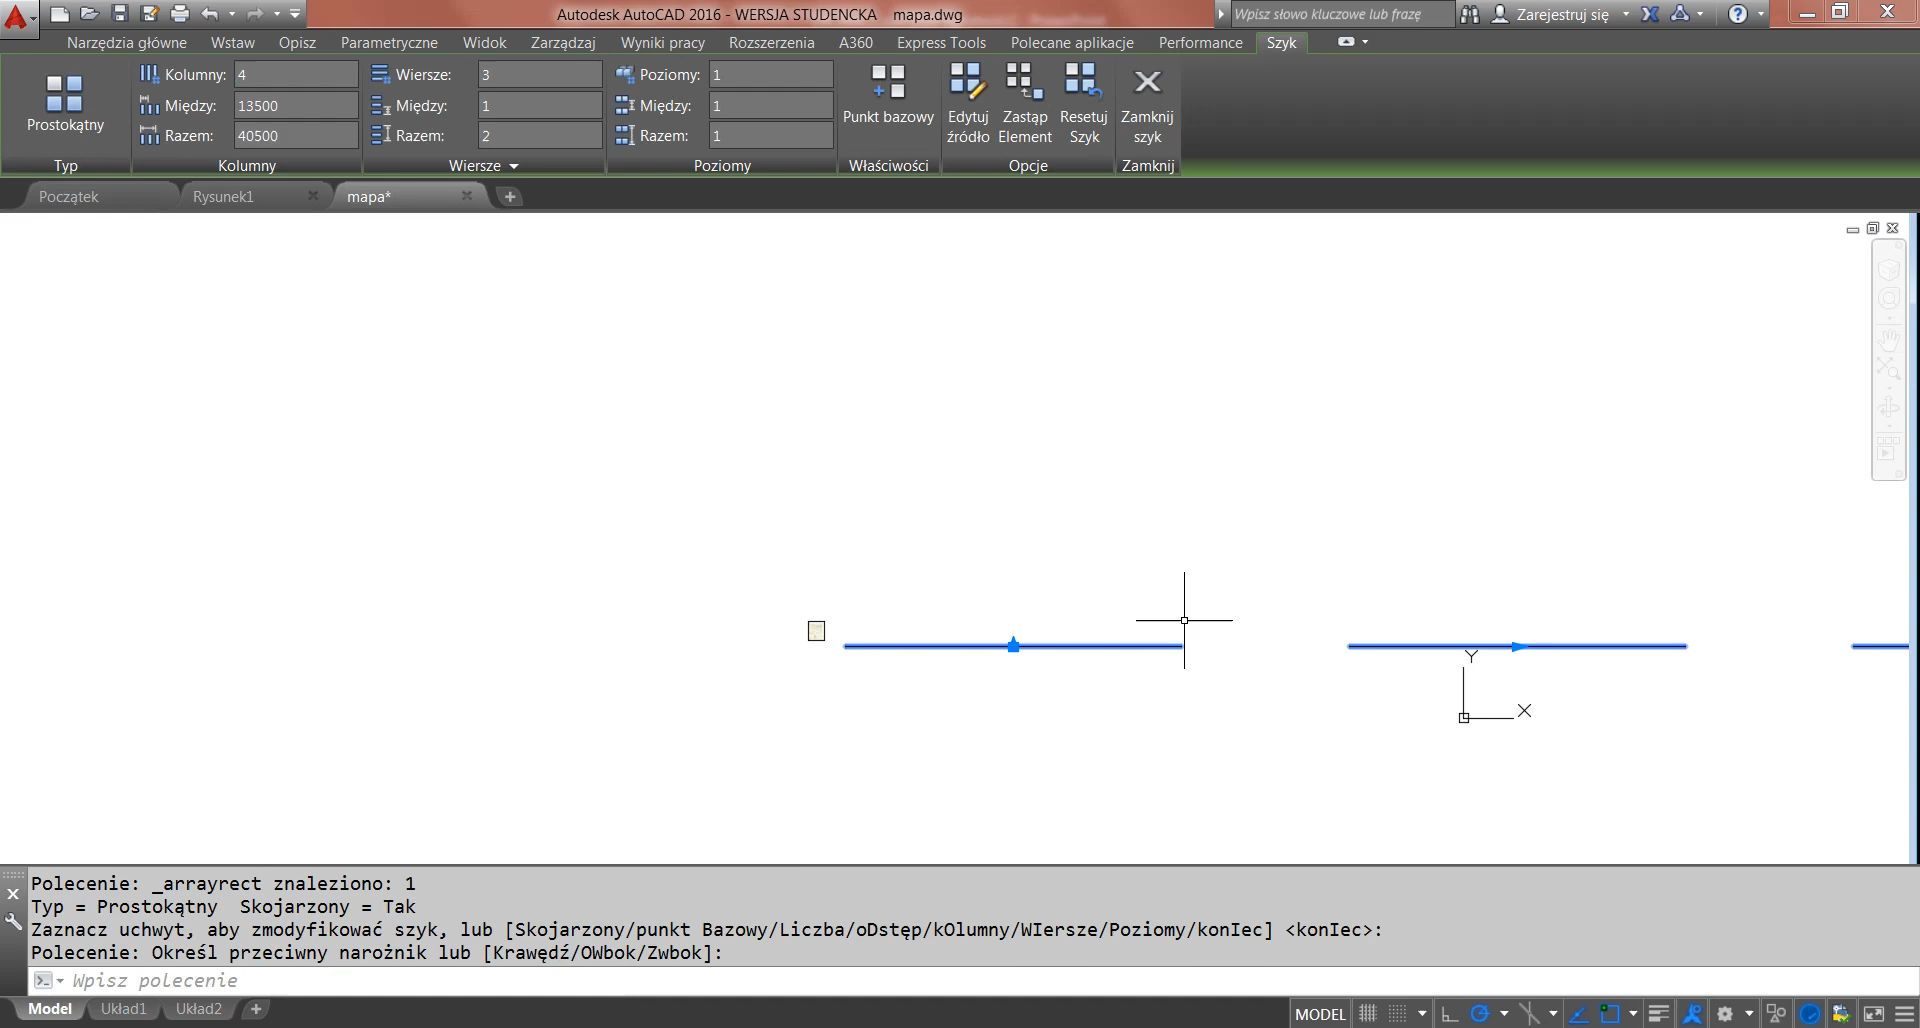 Autodesk AutoCAD 2016 - WERSJA STUDENCKA mapa.dwg
Wpisz słowo kluczowe lub frazę
Zarejestruj się
Narzędzia główne Wstaw Opisz Parametryczne Widok Zarządzaj Wyniki pracy Rozszerzenia A360 Express Tools Polecane aplikacje Performance Szyk
Kolumny: 4 Wiersze: 3 Poziomy: 1
Między: 13500 Między: 1 Między: 1
Razem: 40500 Razem: 2 Razem: 1
Prostokątny
Punkt bazowy
Edytuj źródło
Zastąp Element
Resetuj Szyk
Zamknij szyk
Typ Kolumny Wiersze Poziomy Właściwości Opcje Zamknij
Początek Rysunek1 mapa*
Y
X
Polecenie: _arrayrect znaleziono: 1
Typ = Prostokątny Skojarzony = Tak
Zaznacz uchwyt, aby zmodyfikować szyk, lub [Skojarzony/punkt Bazowy/Liczba/oDstęp/kOlumny/WIersze/Poziomy/konIec] <konIec>:
Polecenie: Określ przeciwny narożnik lub [Krawędź/OWbok/Zwbok]:
Wpisz polecenie
Model Układ1 Układ2
MODEL